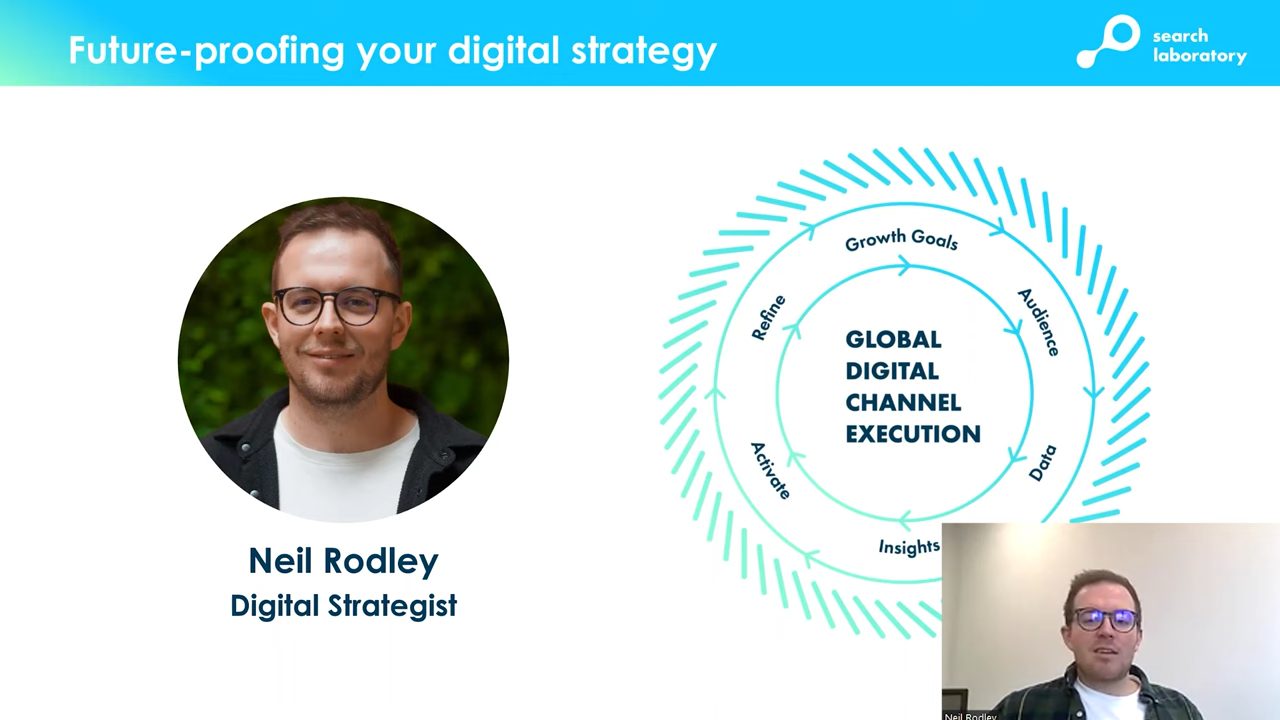 Future-proofing your digital strategy
search
laboratory
Growth Goals
Audience
Data
Insights
Activate
Refine
GLOBAL
DIGITAL
CHANNEL
EXECUTION
Neil Rodley
Digital Strategist
Neil Rodley